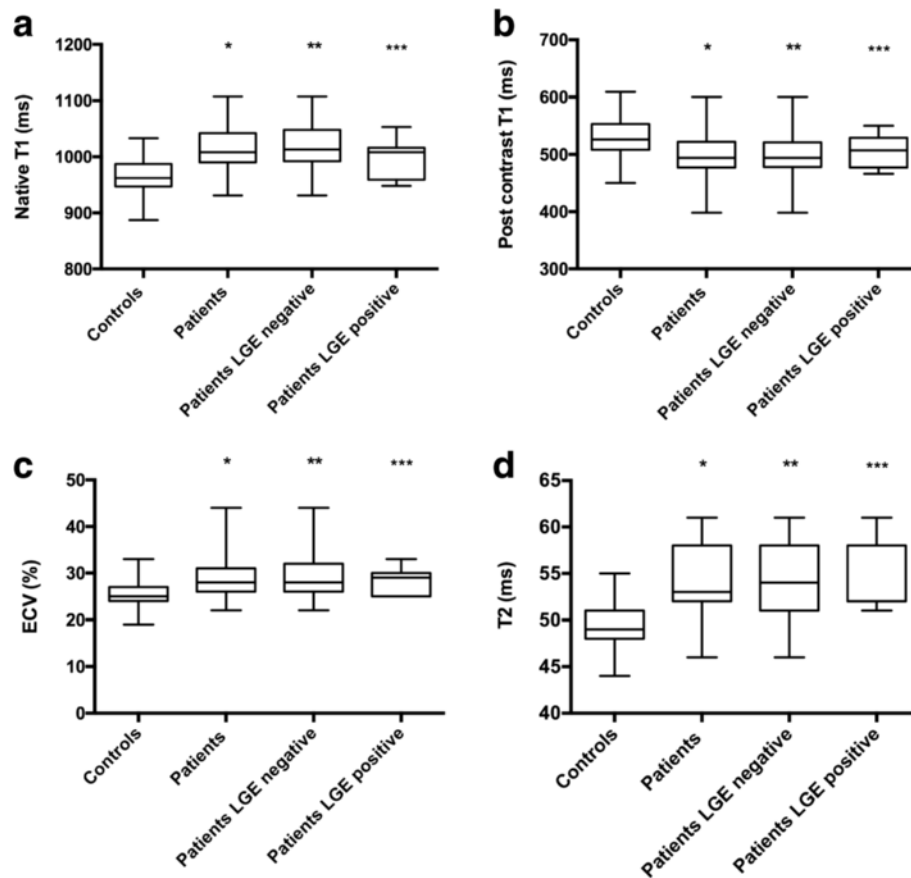 a
Native T1 (ms)
1200
1100
1000
900
800
* ** ***
Controls
Patients
Patients LGE negative
Patients LGE positive
b
Post contrast T1 (ms)
700
600
500
400
300
* ** ***
Controls
Patients
Patients LGE negative
Patients LGE positive
c
ECV (%)
50
40
30
20
10
0
* ** ***
Controls
Patients
Patients LGE negative
Patients LGE positive
d
T2 (ms)
65
60
55
50
45
40
* ** ***
Controls
Patients
Patients LGE negative
Patients LGE positive